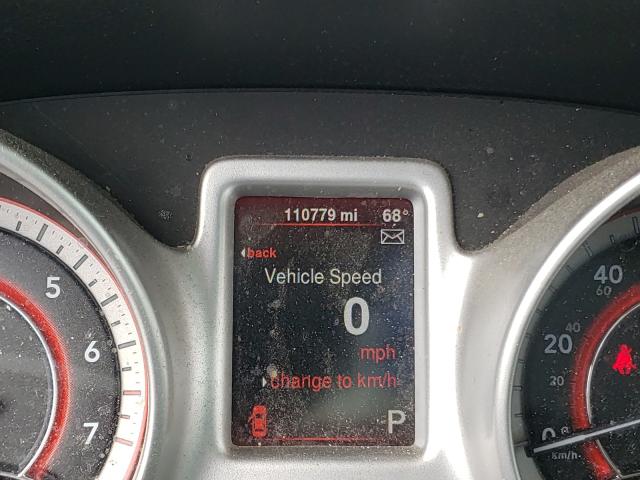 110779 mi 68°
back
Vehicle Speed
0
mph
change to km/h
P
5
6
7
40
60
20
40
20
0
km/h